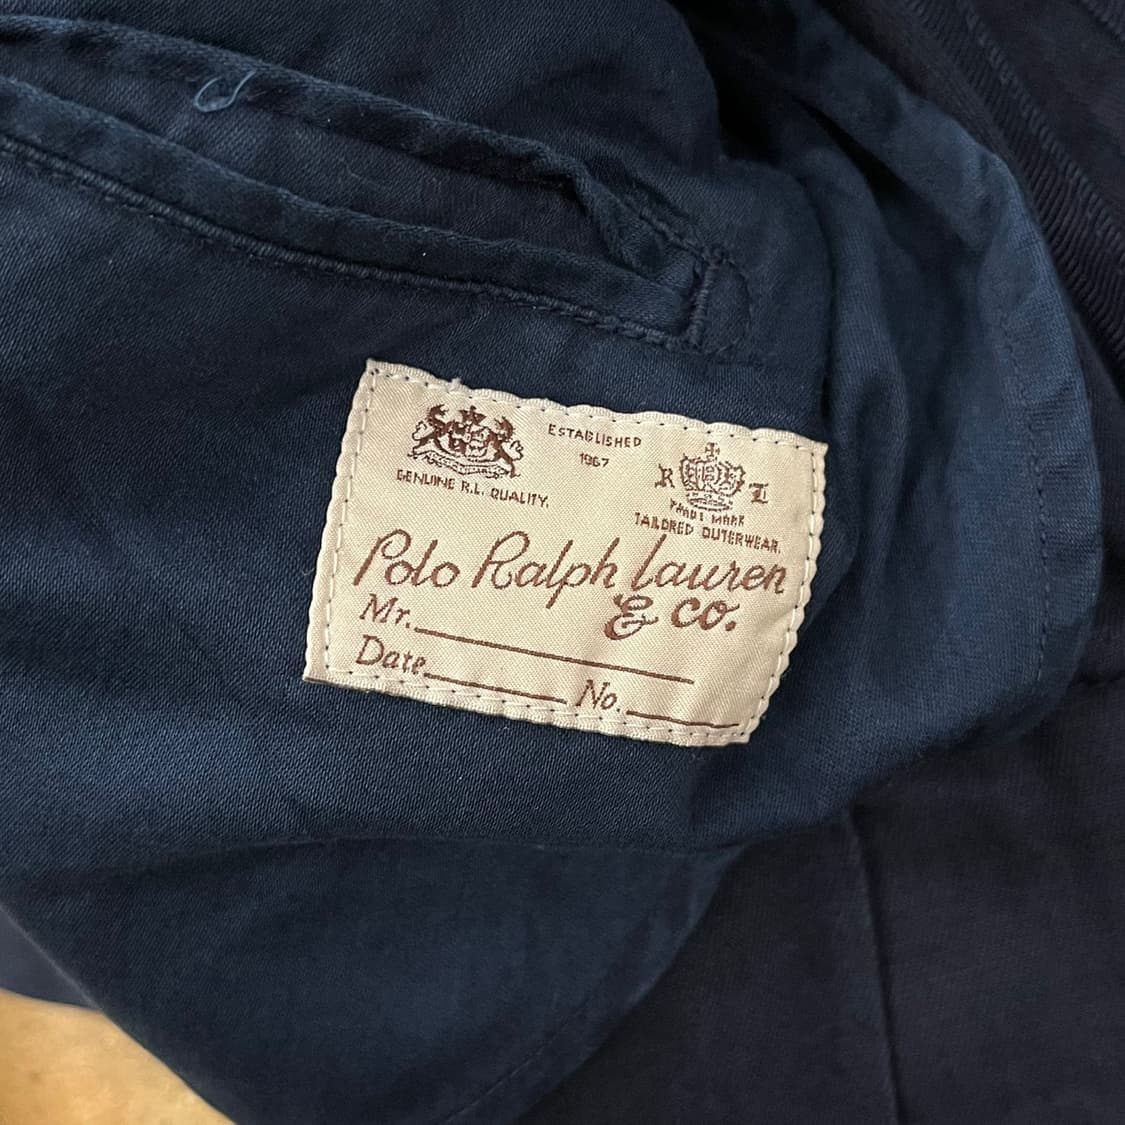 ESTABLISHED
1967
GENUINE R.L. QUALITY.
R L
TRADE MARK
TAILORED OUTERWEAR.
Polo Ralph Lauren
& co.
Mr.
Date
No.